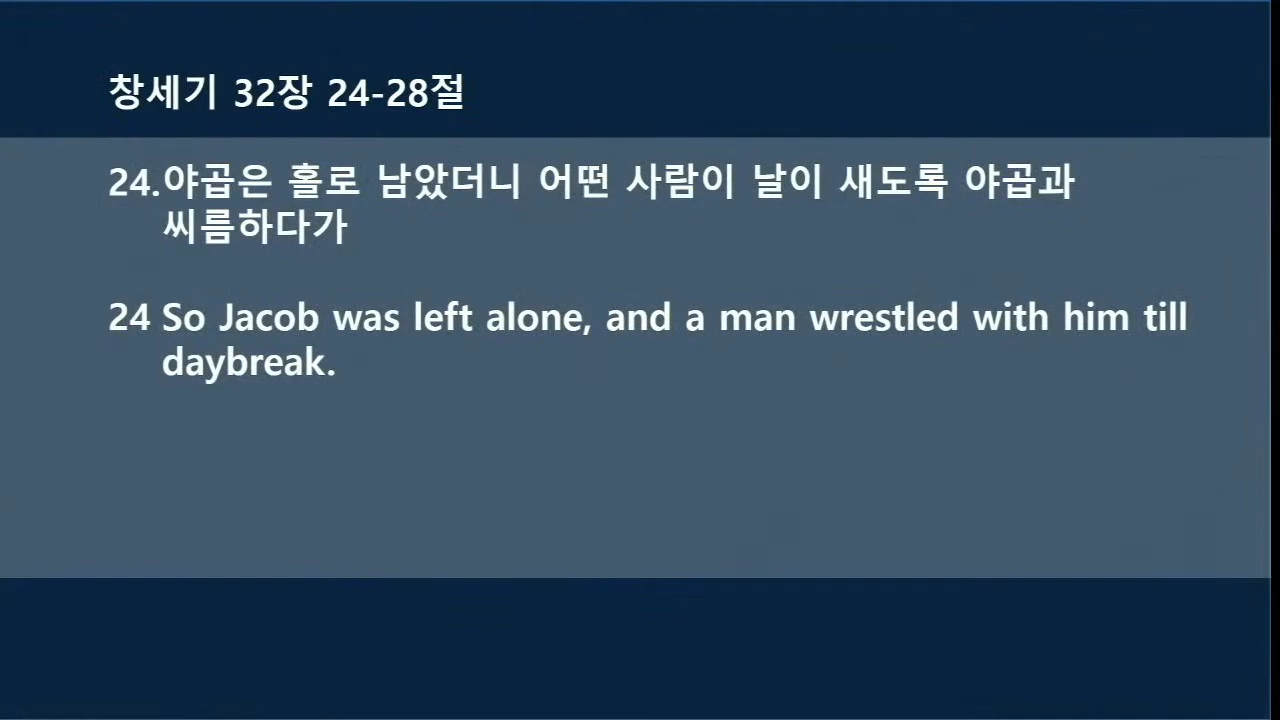 창세기 32장 24-28절
24.야곱은 홀로 남았더니 어떤 사람이 날이 새도록 야곱과
씨름하다가
24 So Jacob was left alone, and a man wrestled with him till
daybreak.